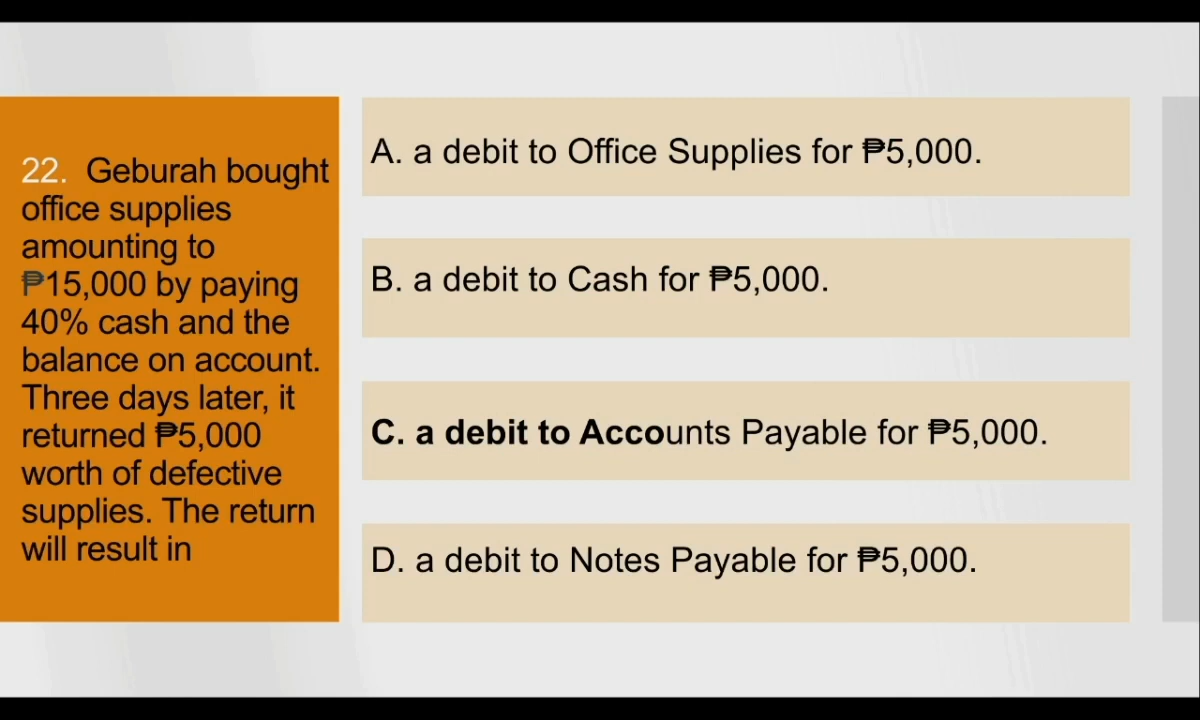 22. Geburah bought
office supplies
amounting to
₱15,000 by paying
40% cash and the
balance on account.
Three days later, it
returned ₱5,000
worth of defective
supplies. The return
will result in
A. a debit to Office Supplies for ₱5,000.
B. a debit to Cash for ₱5,000.
C. a debit to Accounts Payable for ₱5,000.
D. a debit to Notes Payable for ₱5,000.